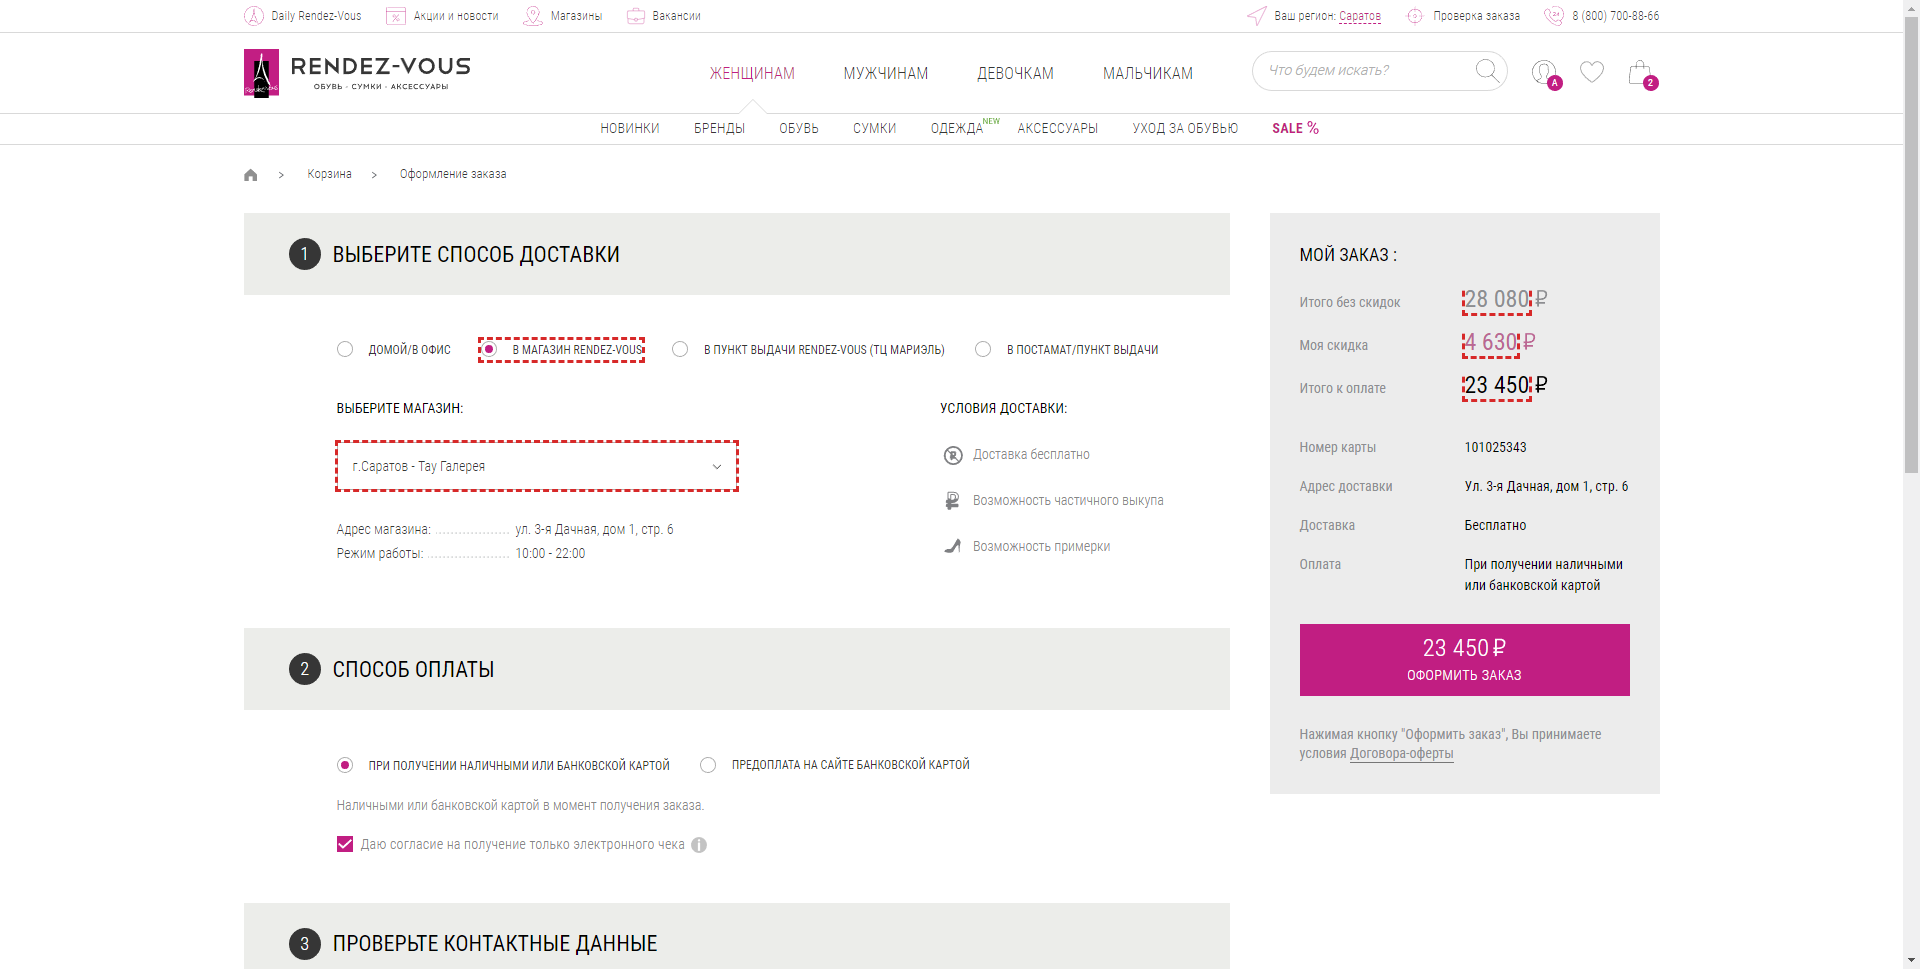 Daily Rendez-Vous
Акции и новости
Магазины
Вакансии
Ваш регион: Саратов
Проверка заказа
8 (800) 700-88-66
RENDEZ-VOUS
ОБУВЬ · СУМКИ · АКСЕССУАРЫ
ЖЕНЩИНАМ
МУЖЧИНАМ
ДЕВОЧКАМ
МАЛЬЧИКАМ
Что будем искать?
A
2
НОВИНКИ
БРЕНДЫ
ОБУВЬ
СУМКИ
ОДЕЖДА NEW
АКСЕССУАРЫ
УХОД ЗА ОБУВЬЮ
SALE %
> Корзина > Оформление заказа
1 ВЫБЕРИТЕ СПОСОБ ДОСТАВКИ
ДОМОЙ/В ОФИС
В МАГАЗИН RENDEZ-VOUS
В ПУНКТ ВЫДАЧИ RENDEZ-VOUS (ТЦ МАРИЭЛЬ)
В ПОСТАМАТ/ПУНКТ ВЫДАЧИ
ВЫБЕРИТЕ МАГАЗИН:
г.Саратов - Тау Галерея
Адрес магазина: ул. 3-я Дачная, дом 1, стр. 6
Режим работы: 10:00 - 22:00
УСЛОВИЯ ДОСТАВКИ:
Доставка бесплатно
Возможность частичного выкупа
Возможность примерки
2 СПОСОБ ОПЛАТЫ
ПРИ ПОЛУЧЕНИИ НАЛИЧНЫМИ ИЛИ БАНКОВСКОЙ КАРТОЙ
ПРЕДОПЛАТА НА САЙТЕ БАНКОВСКОЙ КАРТОЙ
Наличными или банковской картой в момент получения заказа.
Даю согласие на получение только электронного чека
3 ПРОВЕРЬТЕ КОНТАКТНЫЕ ДАННЫЕ
МОЙ ЗАКАЗ :
Итого без скидок 28 080 ₽
Моя скидка 4 630 ₽
Итого к оплате 23 450 ₽
Номер карты 101025343
Адрес доставки Ул. 3-я Дачная, дом 1, стр. 6
Доставка Бесплатно
Оплата При получении наличными
или банковской картой
23 450 ₽
ОФОРМИТЬ ЗАКАЗ
Нажимая кнопку "Оформить заказ", Вы принимаете
условия Договора-оферты